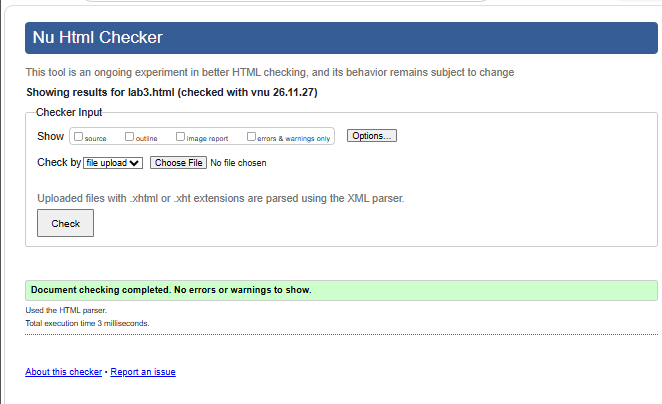 Nu Html Checker
This tool is an ongoing experiment in better HTML checking, and its behavior remains subject to change
Showing results for lab3.html (checked with vnu 26.11.27)
Checker Input
Show source outline image report errors & warnings only Options...
Check by file upload Choose File No file chosen
Uploaded files with .xhtml or .xht extensions are parsed using the XML parser.
Check
Document checking completed. No errors or warnings to show.
Used the HTML parser.
Total execution time 3 milliseconds.
About this checker • Report an issue